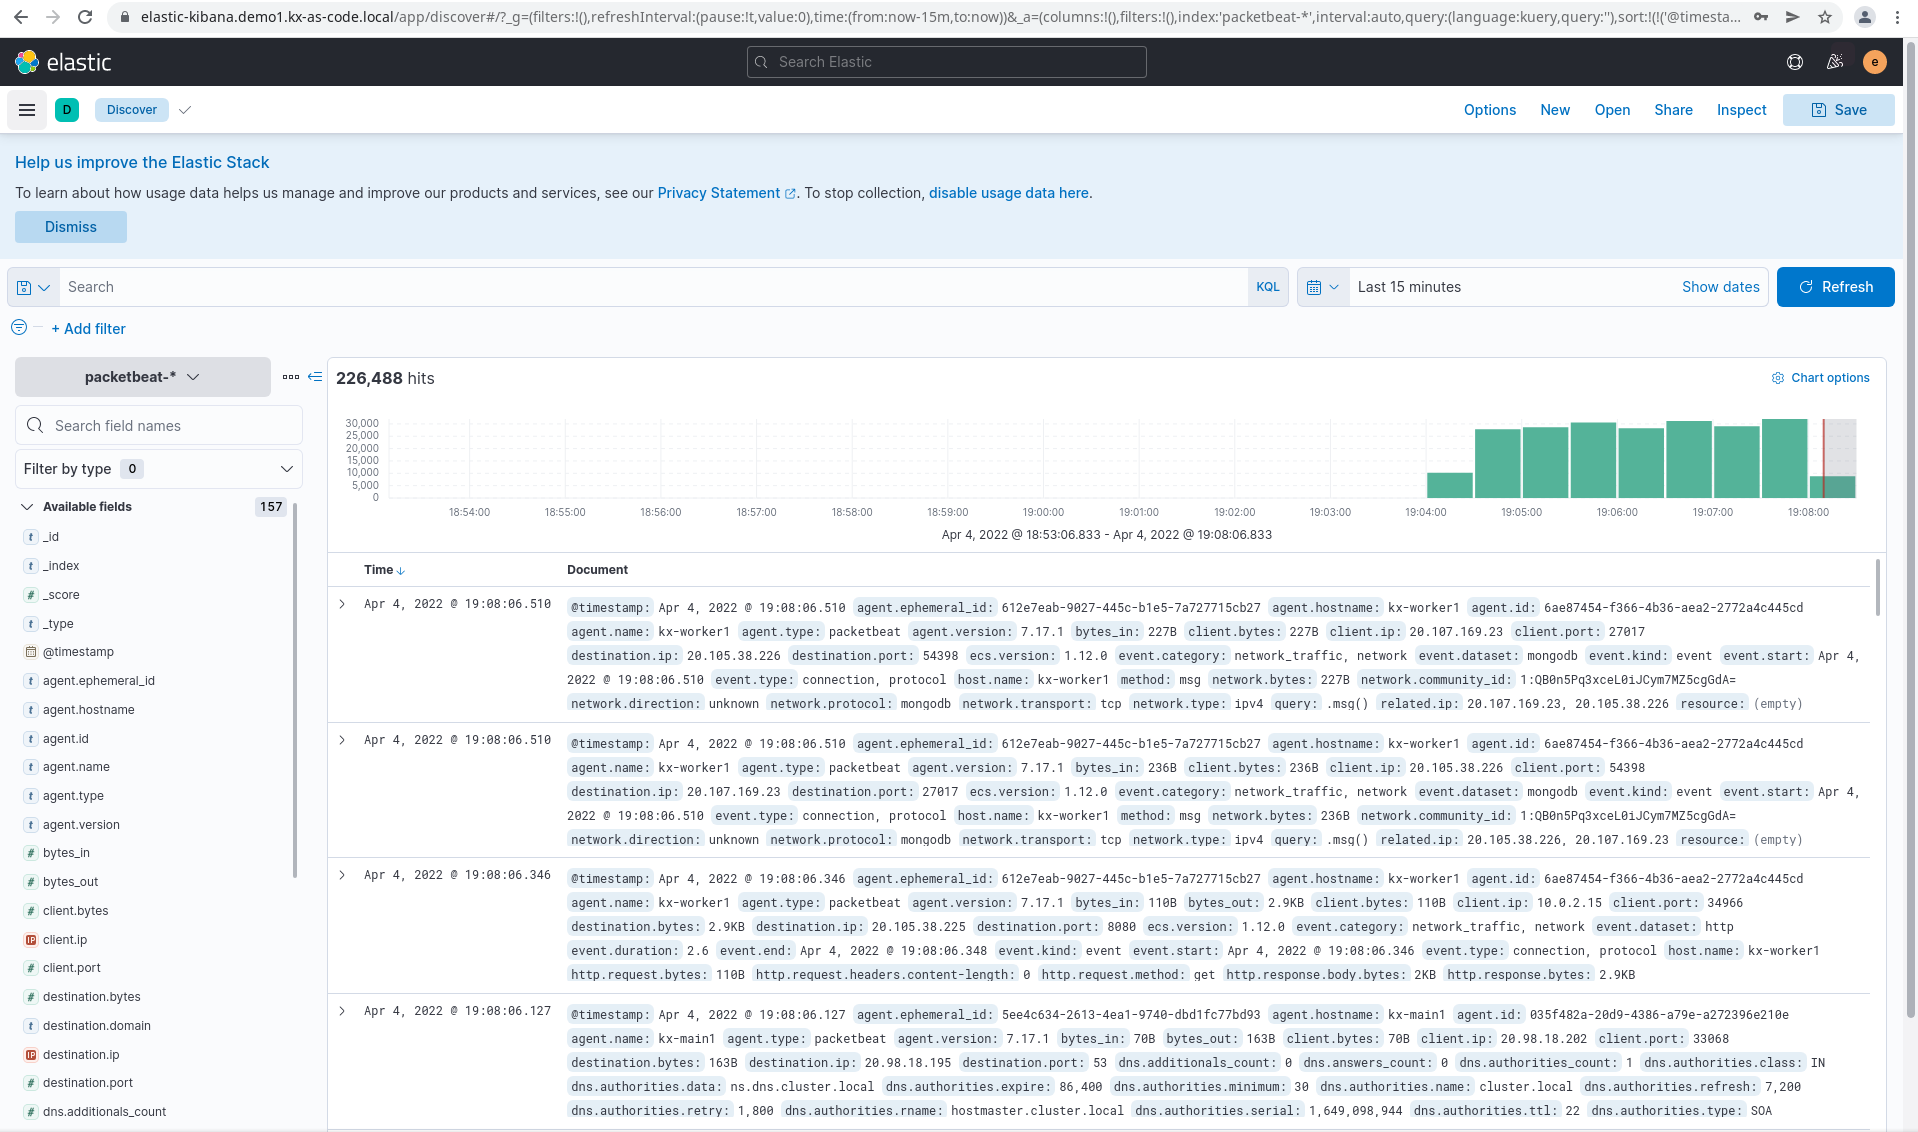 elastic-kibana.demo1.kx-as-code.local/app/discover#/?_g=(filters:!(),refreshInterval:(pause:!t,value:0),time:(from:now-15m,to:now))&_a=(columns:!(),filters:!(),index:'packetbeat-*',interval:auto,query:(language:kuery,query:''),sort:!(!('@timesta...
elastic
Search Elastic
e
D
Discover
Options
New
Open
Share
Inspect
Save
Help us improve the Elastic Stack
To learn about how usage data helps us manage and improve our products and services, see our Privacy Statement. To stop collection, disable usage data here.
Dismiss
Search
KQL
Last 15 minutes
Show dates
Refresh
+ Add filter
packetbeat-*
Search field names
Filter by type 0
Available fields 157
t _id
t _index
# _score
t _type
@timestamp
t agent.ephemeral_id
t agent.hostname
t agent.id
t agent.name
t agent.type
t agent.version
# bytes_in
# bytes_out
# client.bytes
IP client.ip
# client.port
# destination.bytes
t destination.domain
IP destination.ip
# destination.port
# dns.additionals_count
226,488 hits
Chart options
30,000
25,000
20,000
15,000
10,000
5,000
0
18:54:00 18:55:00 18:56:00 18:57:00 18:58:00 18:59:00 19:00:00 19:01:00 19:02:00 19:03:00 19:04:00 19:05:00 19:06:00 19:07:00 19:08:00
Apr 4, 2022 @ 18:53:06.833 - Apr 4, 2022 @ 19:08:06.833
Time Document
Apr 4, 2022 @ 19:08:06.510
@timestamp: Apr 4, 2022 @ 19:08:06.510 agent.ephemeral_id: 612e7eab-9027-445c-b1e5-7a727715cb27 agent.hostname: kx-worker1 agent.id: 6ae87454-f366-4b36-aea2-2772a4c445cd
agent.name: kx-worker1 agent.type: packetbeat agent.version: 7.17.1 bytes_in: 227B client.bytes: 227B client.ip: 20.107.169.23 client.port: 27017
destination.ip: 20.105.38.226 destination.port: 54398 ecs.version: 1.12.0 event.category: network_traffic, network event.dataset: mongodb event.kind: event event.start: Apr 4,
2022 @ 19:08:06.510 event.type: connection, protocol host.name: kx-worker1 method: msg network.bytes: 227B network.community_id: 1:QB0n5Pq3xceL0iJCym7MZ5cgGdA=
network.direction: unknown network.protocol: mongodb network.transport: tcp network.type: ipv4 query: .msg() related.ip: 20.107.169.23, 20.105.38.226 resource: (empty)
Apr 4, 2022 @ 19:08:06.510
@timestamp: Apr 4, 2022 @ 19:08:06.510 agent.ephemeral_id: 612e7eab-9027-445c-b1e5-7a727715cb27 agent.hostname: kx-worker1 agent.id: 6ae87454-f366-4b36-aea2-2772a4c445cd
agent.name: kx-worker1 agent.type: packetbeat agent.version: 7.17.1 bytes_in: 236B client.bytes: 236B client.ip: 20.105.38.226 client.port: 54398
destination.ip: 20.107.169.23 destination.port: 27017 ecs.version: 1.12.0 event.category: network_traffic, network event.dataset: mongodb event.kind: event event.start: Apr 4,
2022 @ 19:08:06.510 event.type: connection, protocol host.name: kx-worker1 method: msg network.bytes: 236B network.community_id: 1:QB0n5Pq3xceL0iJCym7MZ5cgGdA=
network.direction: unknown network.protocol: mongodb network.transport: tcp network.type: ipv4 query: .msg() related.ip: 20.105.38.226, 20.107.169.23 resource: (empty)
Apr 4, 2022 @ 19:08:06.346
@timestamp: Apr 4, 2022 @ 19:08:06.346 agent.ephemeral_id: 612e7eab-9027-445c-b1e5-7a727715cb27 agent.hostname: kx-worker1 agent.id: 6ae87454-f366-4b36-aea2-2772a4c445cd
agent.name: kx-worker1 agent.type: packetbeat agent.version: 7.17.1 bytes_in: 110B bytes_out: 2.9KB client.bytes: 110B client.ip: 10.0.2.15 client.port: 34966
destination.bytes: 2.9KB destination.ip: 20.105.38.225 destination.port: 8080 ecs.version: 1.12.0 event.category: network_traffic, network event.dataset: http
event.duration: 2.6 event.end: Apr 4, 2022 @ 19:08:06.348 event.kind: event event.start: Apr 4, 2022 @ 19:08:06.346 event.type: connection, protocol host.name: kx-worker1
http.request.bytes: 110B http.request.headers.content-length: 0 http.request.method: get http.response.body.bytes: 2KB http.response.bytes: 2.9KB
Apr 4, 2022 @ 19:08:06.127
@timestamp: Apr 4, 2022 @ 19:08:06.127 agent.ephemeral_id: 5ee4c634-2613-4ea1-9740-dbd1fc77bd93 agent.hostname: kx-main1 agent.id: 035f482a-20d9-4386-a79e-a272396e210e
agent.name: kx-main1 agent.type: packetbeat agent.version: 7.17.1 bytes_in: 70B bytes_out: 163B client.bytes: 70B client.ip: 20.98.18.202 client.port: 33068
destination.bytes: 163B destination.ip: 20.98.18.195 destination.port: 53 dns.additionals_count: 0 dns.answers_count: 0 dns.authorities_count: 1 dns.authorities.class: IN
dns.authorities.data: ns.dns.cluster.local dns.authorities.expire: 86,400 dns.authorities.minimum: 30 dns.authorities.name: cluster.local dns.authorities.refresh: 7,200
dns.authorities.retry: 1,800 dns.authorities.rname: hostmaster.cluster.local dns.authorities.serial: 1,649,098,944 dns.authorities.ttl: 22 dns.authorities.type: SOA